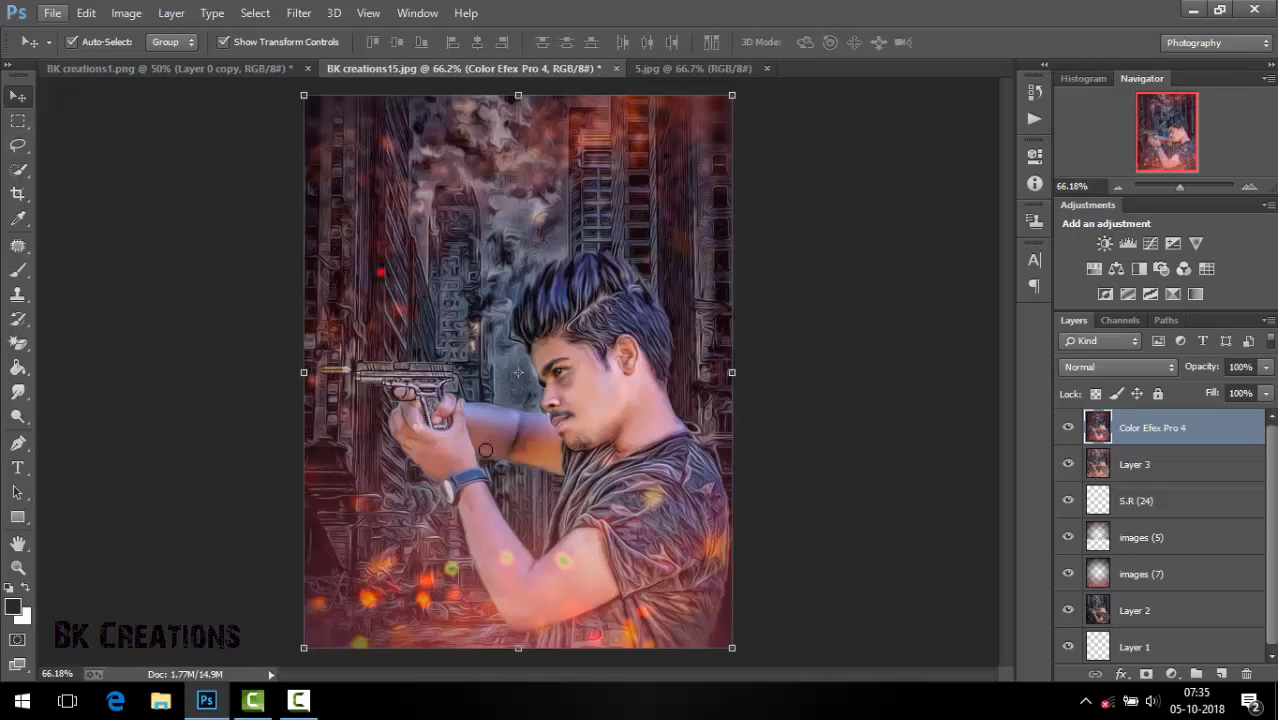 Ps File Edit Image Layer Type Select Filter 3D View Window Help
Auto-Select: Group Show Transform Controls 3D Mode: Photography
BK creations1.png @ 50% (Layer 0 copy, RGB/8#) * × BK creations15.jpg @ 66.2% (Color Efex Pro 4, RGB/8#) * × 5.jpg @ 66.7% (RGB/8#) ×
Histogram Navigator
66.18%
Adjustments
Add an adjustment
Layers Channels Paths
Kind
Normal Opacity: 100%
Lock: Fill: 100%
Color Efex Pro 4
Layer 3
S.R (24)
images (5)
images (7)
Layer 2
Layer 1
BK Creations
66.18% Doc: 1.77M/14.9M
07:35
05-10-2018
2